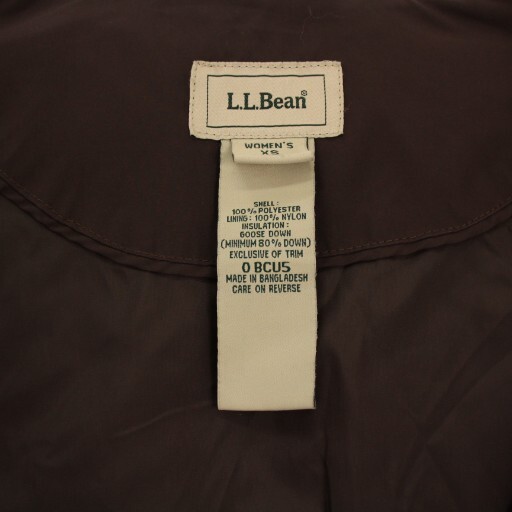 L.L.Bean®
WOMEN'S
XS
SHELL:
100% POLYESTER
LINING: 100% NYLON
INSULATION:
GOOSE DOWN
(MINIMUM 80% DOWN)
EXCLUSIVE OF TRIM
0 BCU5
MADE IN BANGLADESH
CARE ON REVERSE